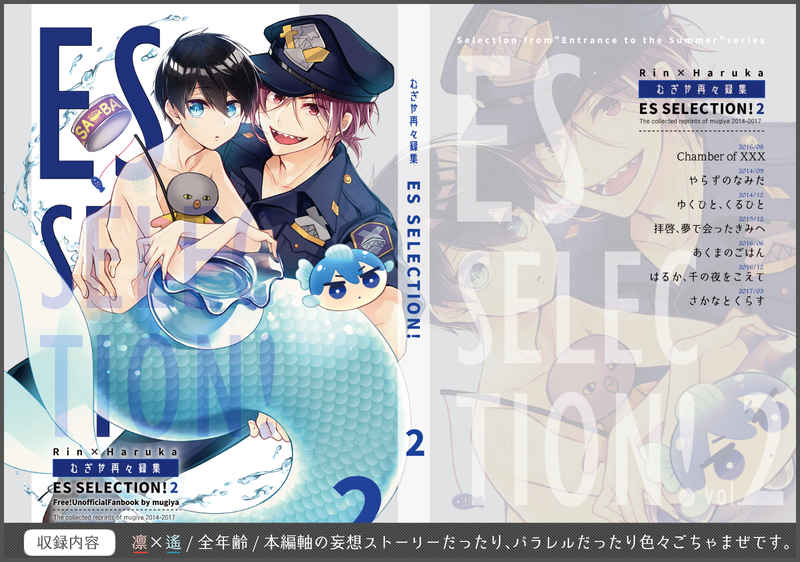 ES
SELEC
TION!
2
SABA
Rin×Haruka
むぎや再々録集
ES SELECTION! 2
Free! Unofficial Fanbook by mugiya
The collected reprints of mugiya 2014-2017
むぎや再々録集
ES SELECTION!
2
Selection from "Entrance to the Summer" series
ES
SELEC
TION!
vol. 2
Rin×Haruka
むぎや再々録集
ES SELECTION! 2
The collected reprints of mugiya 2014-2017
Chamber of XXX
2014/09
やらずのなみだ
2014/12
ゆくひと、くるひと
2015/12
拝啓、夢で会ったきみへ
2016/06
あくまのごはん
2016/12
はるか、千の夜をこえて
2017/03
さかなとくらす
収録内容
凛×遙 / 全年齢 / 本編軸の妄想ストーリーだったり、パラレルだったり色々ごちゃまぜです。